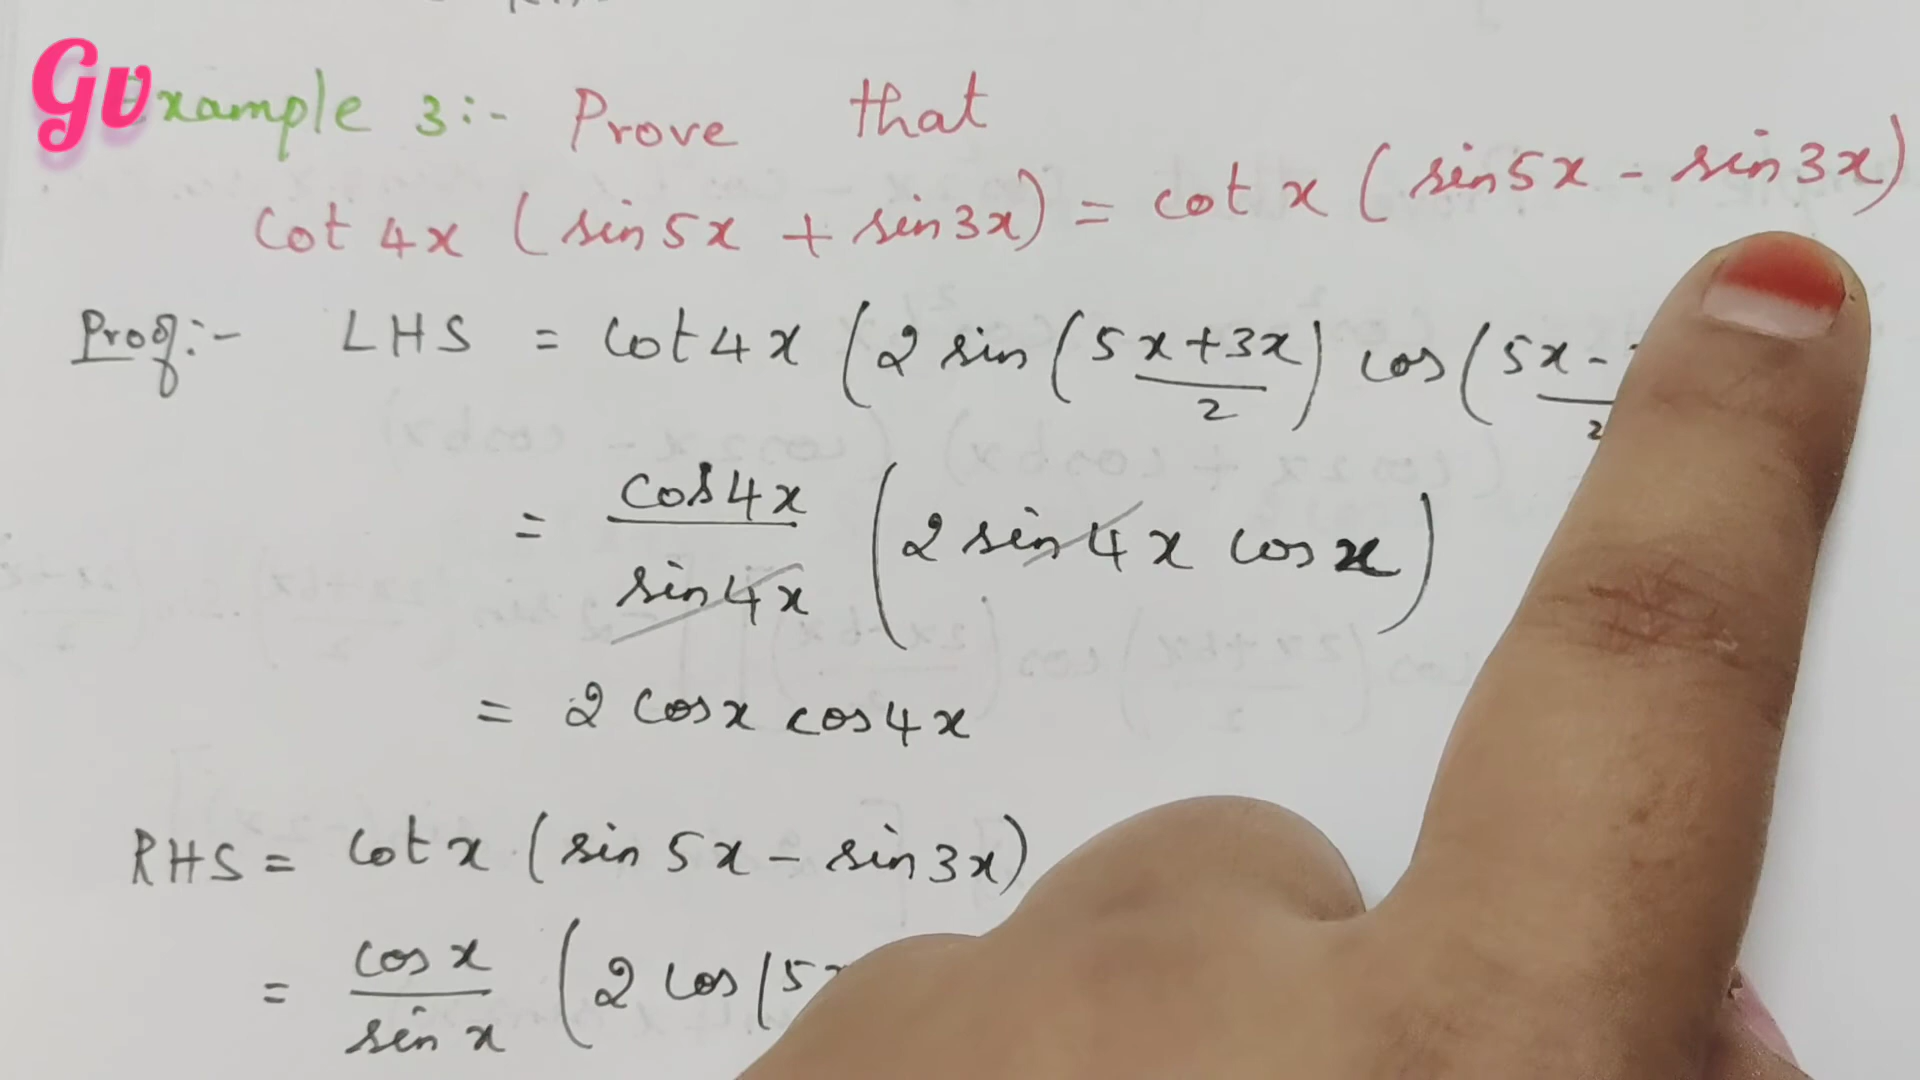 Gv
Example 3:- Prove that
cot 4x (sin 5x + sin 3x) = cot x (sin 5x - sin 3x)
Proof:- LHS = cot 4x (2 sin (5x+3x/2) cos (5x-
= cos 4x/sin 4x (2 sin 4x cos x)
= 2 cos x cos 4x
RHS = cot x (sin 5x - sin 3x)
= cos x/sin x (2 cos (5x